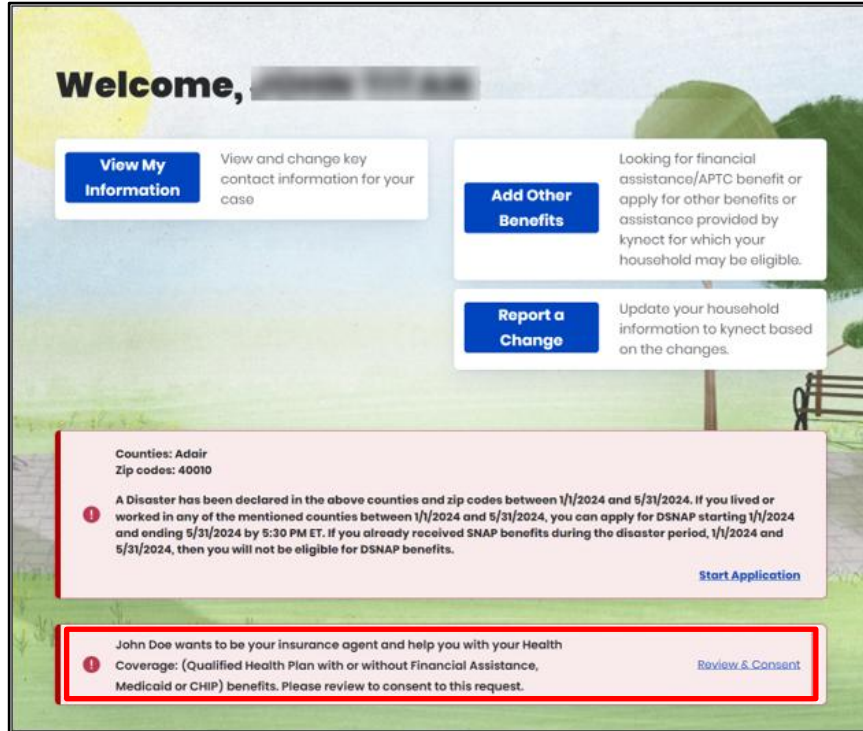 Welcome,
View My
Information
View and change key
contact information for your
case
Add Other
Benefits
Looking for financial
assistance/APTC benefit or
apply for other benefits or
assistance provided by
kynect for which your
household may be eligible.
Report a
Change
Update your household
information to kynect based
on the changes.
Counties: Adair
Zip codes: 40010
A Disaster has been declared in the above counties and zip codes between 1/1/2024 and 5/31/2024. If you lived or
worked in any of the mentioned counties between 1/1/2024 and 5/31/2024, you can apply for DSNAP starting 1/1/2024
and ending 5/31/2024 by 5:30 PM ET. If you already received SNAP benefits during the disaster period, 1/1/2024 and
5/31/2024, then you will not be eligible for DSNAP benefits.
Start Application
John Doe wants to be your insurance agent and help you with your Health
Coverage: (Qualified Health Plan with or without Financial Assistance,
Medicaid or CHIP) benefits. Please review to consent to this request.
Review & Consent